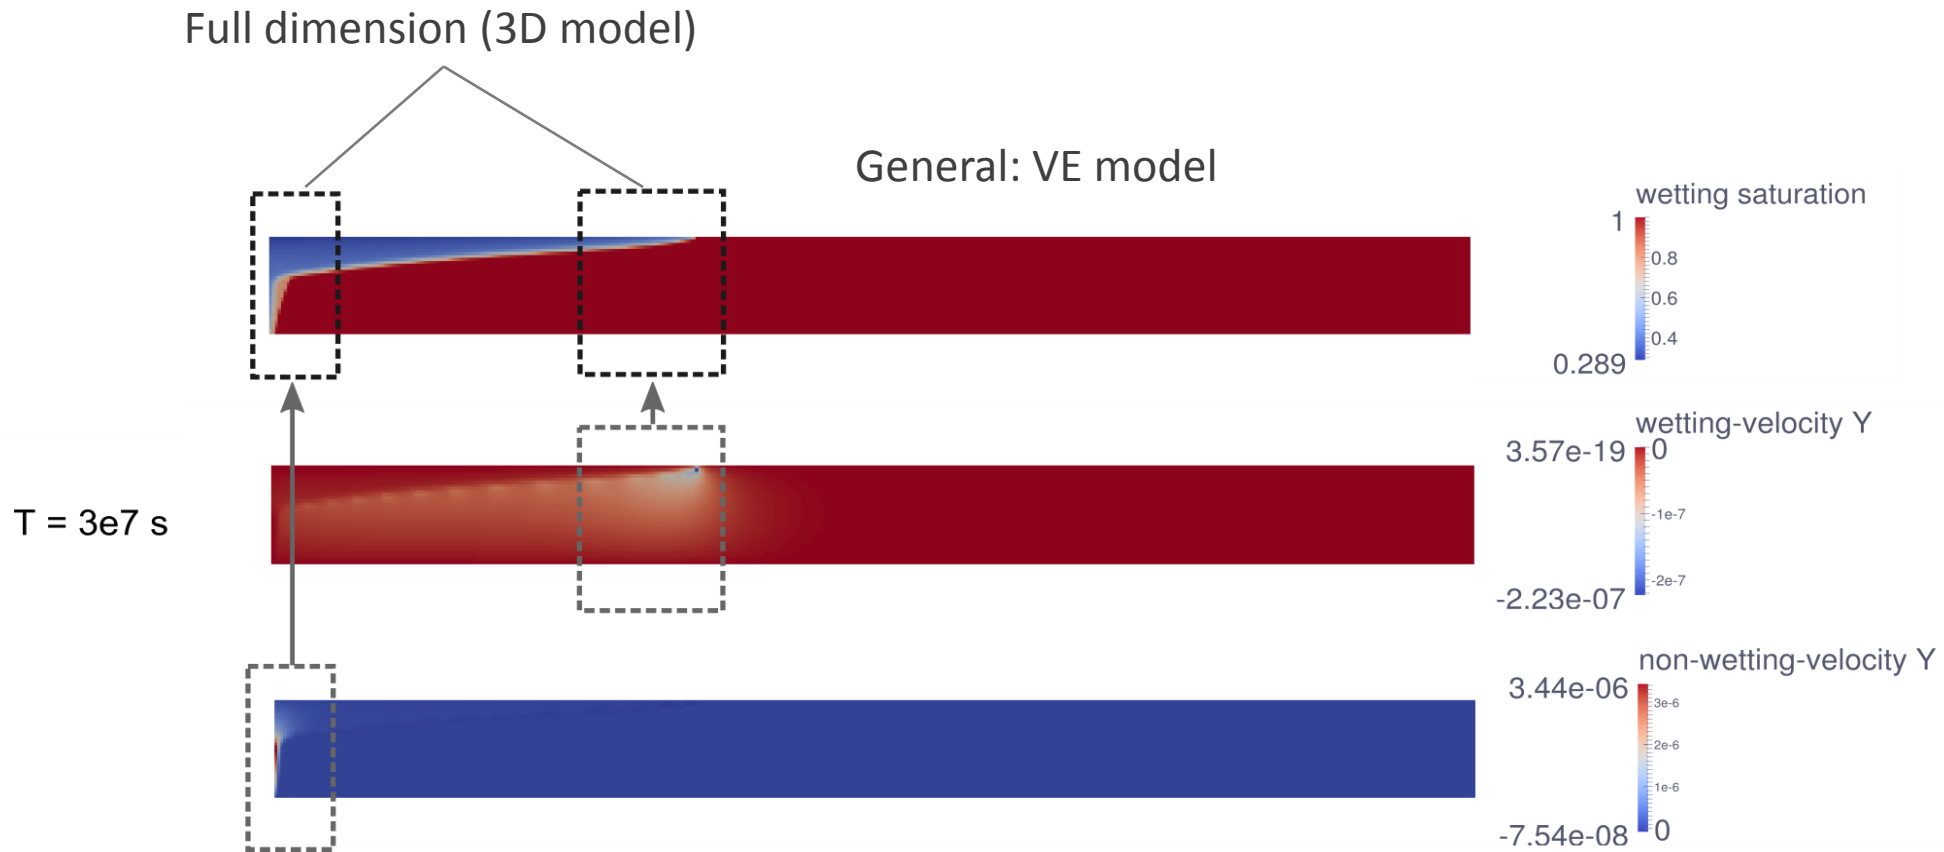 Full dimension (3D model)
General: VE model
wetting saturation
1
0.8
0.6
0.4
0.289
wetting-velocity Y
3.57e-19
0
-1e-7
-2e-7
-2.23e-07
T = 3e7 s
non-wetting-velocity Y
3.44e-06
3e-6
2e-6
1e-6
0
-7.54e-08